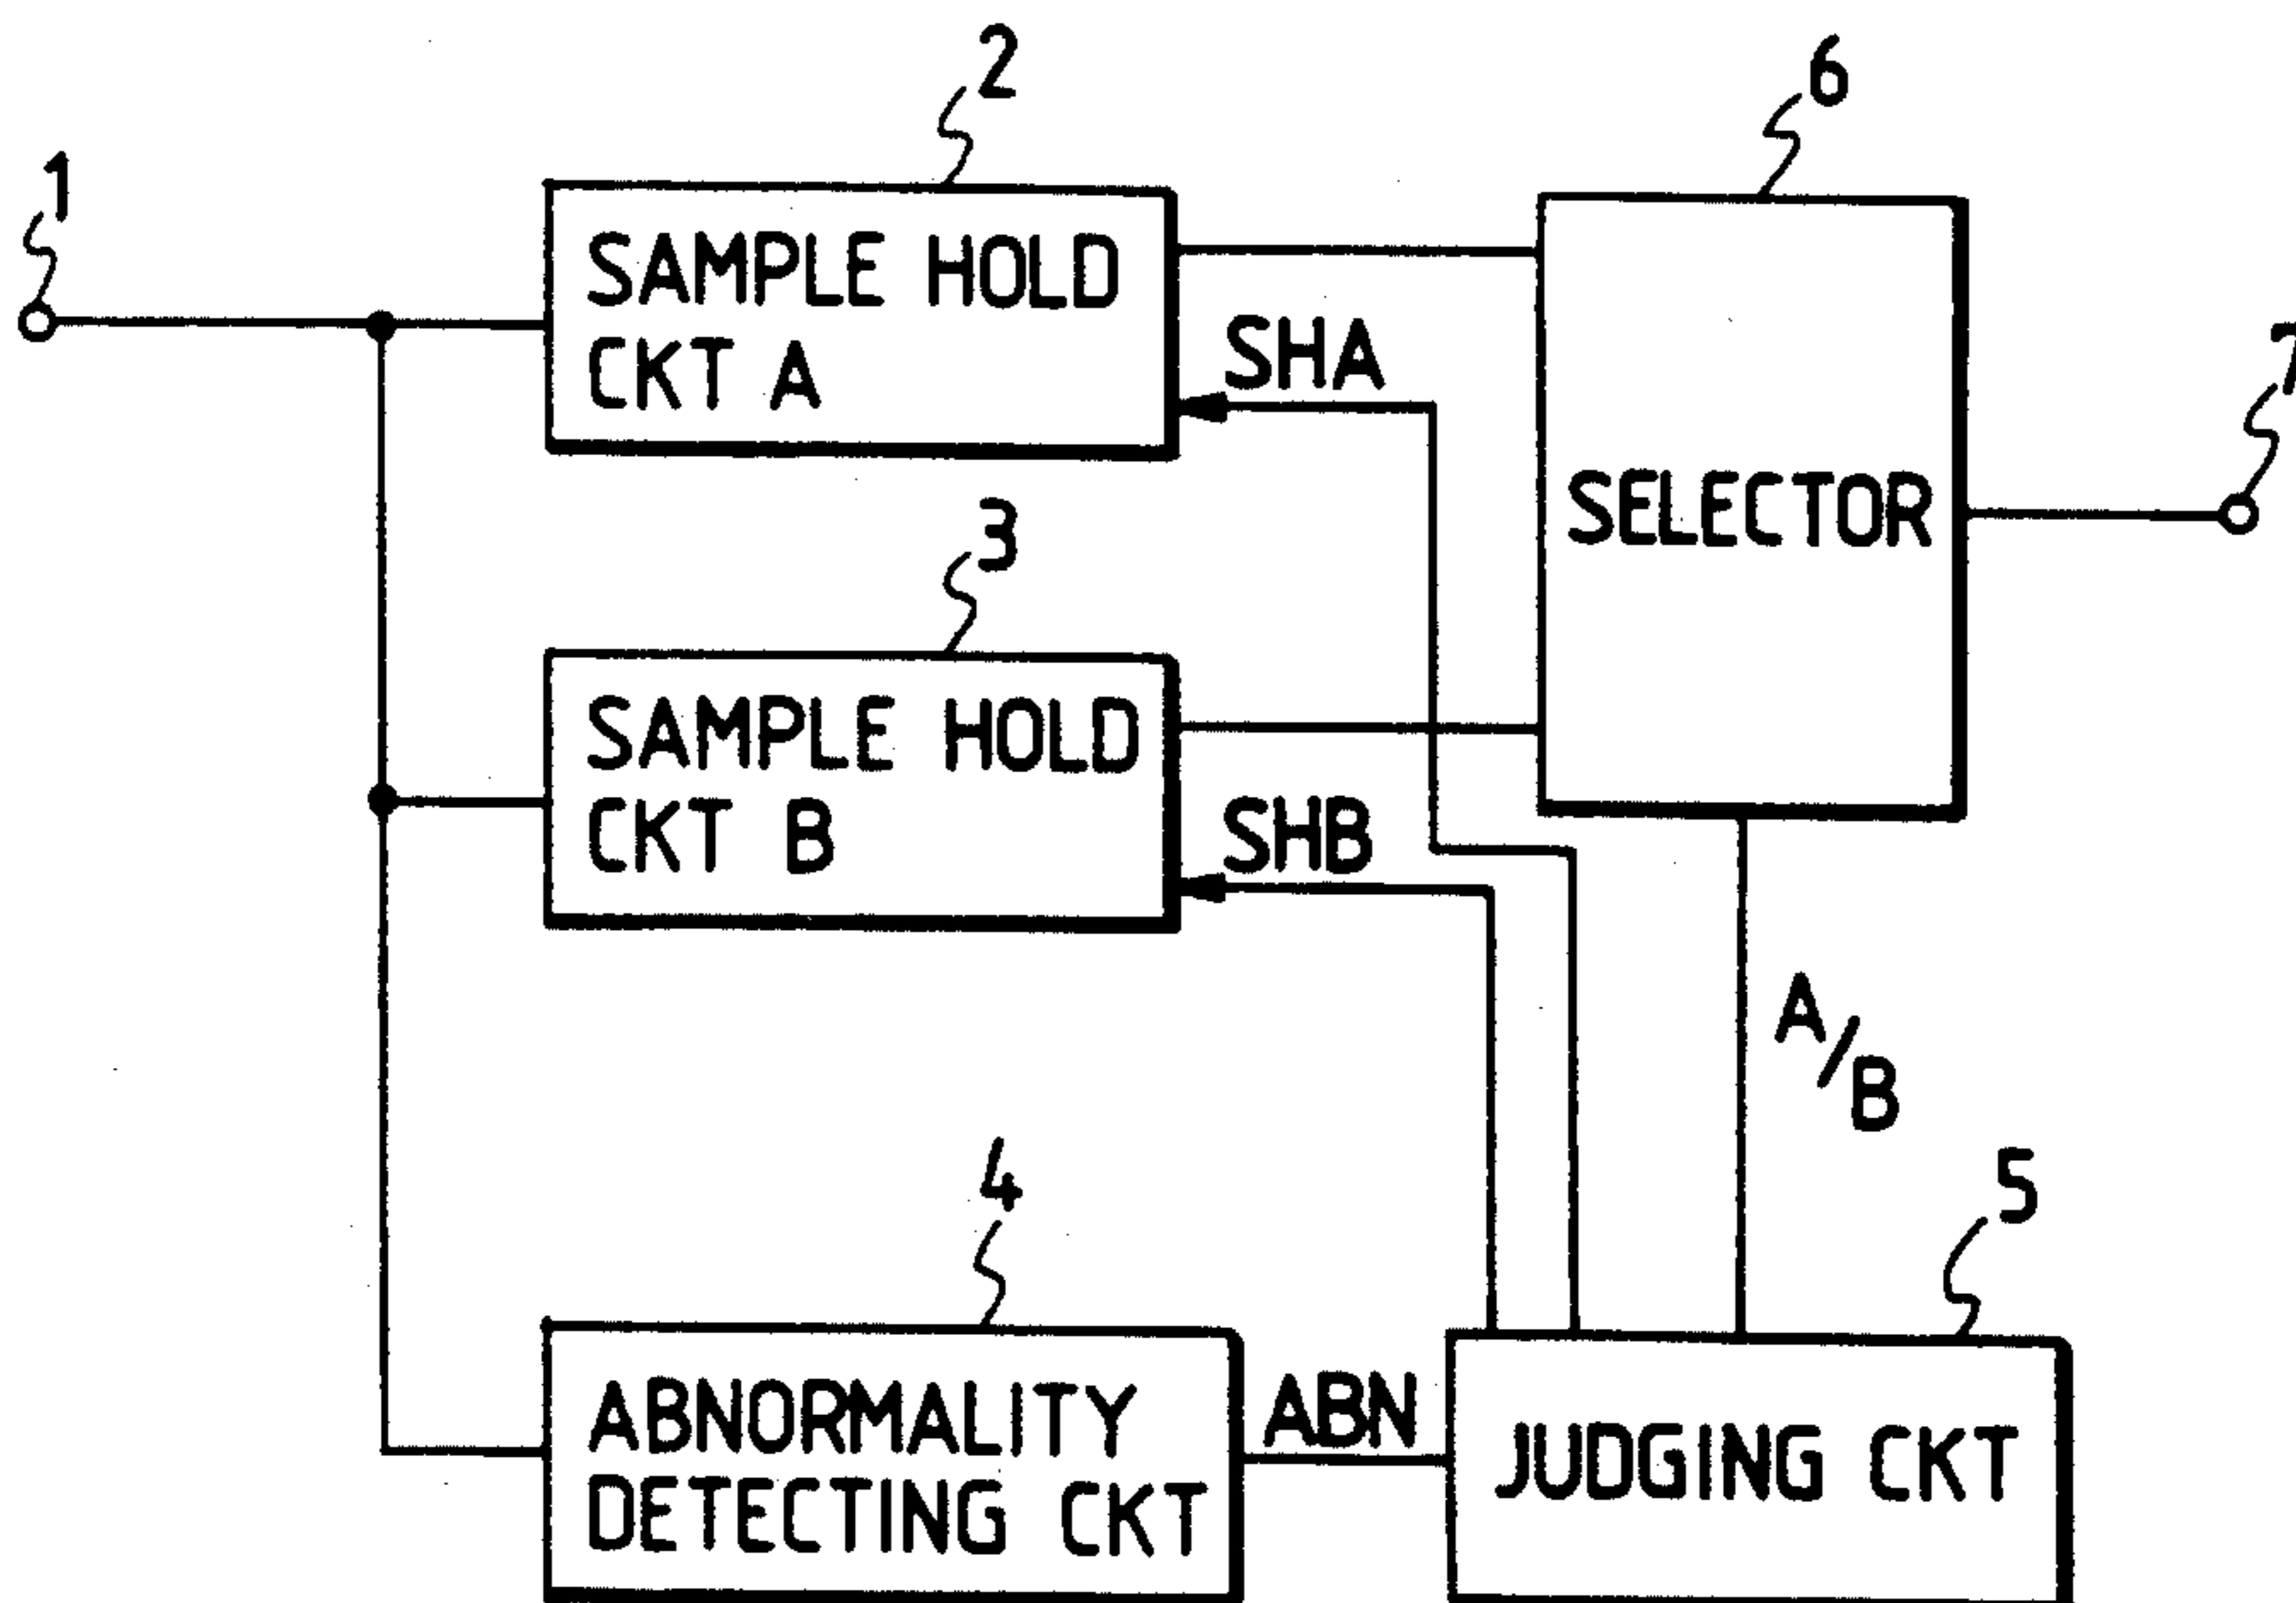 1
2
6
SAMPLE HOLD
CKT A
SHA
7
SELECTOR
3
SAMPLE HOLD
CKT B
SHB
A/B
4
5
ABNORMALITY
DETECTING CKT
ABN
JUDGING CKT